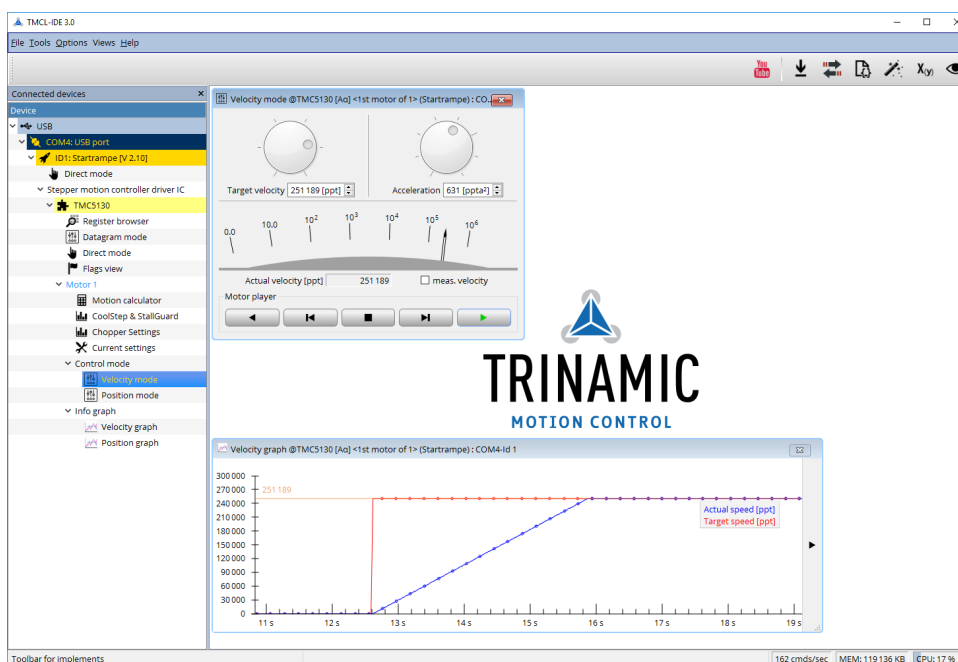 TMCL-IDE 3.0
File Tools Options Views Help
You
Tube
X(y)
Connected devices
Device
USB
COM4: USB port
ID1: Startrampe [V 2.10]
Direct mode
Stepper motion controller driver IC
TMC5130
Register browser
Datagram mode
Direct mode
Flags view
Motor 1
Motion calculator
CoolStep & StallGuard
Chopper Settings
Current settings
Control mode
Velocity mode
Position mode
Info graph
Velocity graph
Position graph
Velocity mode @TMC5130 [Aα] <1st motor of 1> (Startrampe) : CO...
Target velocity 251 189 [ppt]
Acceleration 631 [ppta²]
0.0 10.0 10² 10³ 10⁴ 10⁵ 10⁶
Actual velocity [ppt] 251 189 meas. velocity
Motor player
TRINAMIC
MOTION CONTROL
Velocity graph @TMC5130 [Aα] <1st motor of 1> (Startrampe) : COM4-Id 1
300 000
270 000
240 000
210 000
180 000
150 000
120 000
90 000
60 000
30 000
0
251 189
Actual speed [ppt]
Target speed [ppt]
11 s 12 s 13 s 14 s 15 s 16 s 17 s 18 s 19 s
Toolbar for implements
162 cmds/sec MEM: 119 136 KB CPU: 17 %